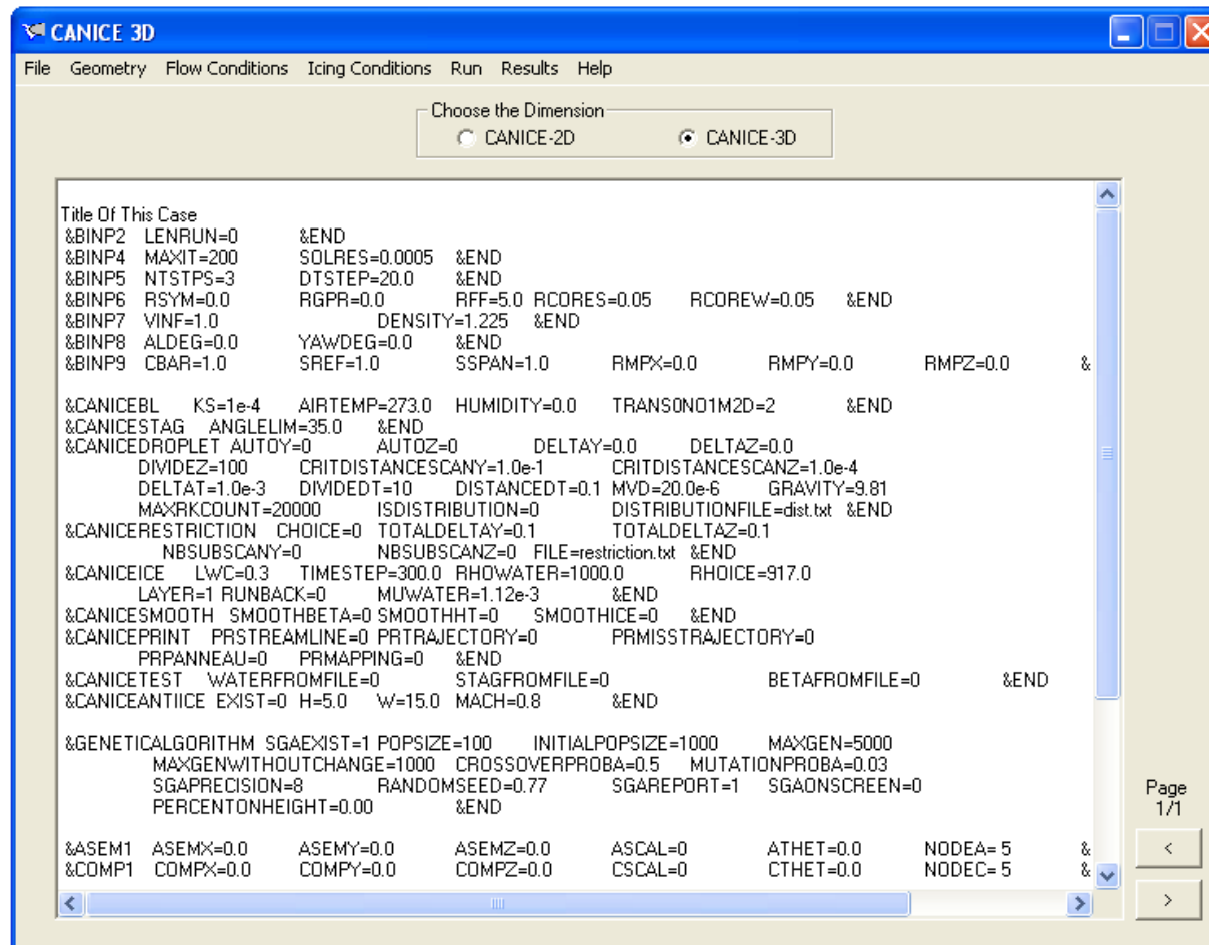 CANICE 3D
File Geometry Flow Conditions Icing Conditions Run Results Help
Choose the Dimension
CANICE-2D CANICE-3D
Title Of This Case
&BINP2 LENRUN=0 &END
&BINP4 MAXIT=200 SOLRES=0.0005 &END
&BINP5 NTSTPS=3 DTSTEP=20.0 &END
&BINP6 RSYM=0.0 RGPR=0.0 RFF=5.0 RCORES=0.05 RCOREW=0.05 &END
&BINP7 VINF=1.0 DENSITY=1.225 &END
&BINP8 ALDEG=0.0 YAWDEG=0.0 &END
&BINP9 CBAR=1.0 SREF=1.0 SSPAN=1.0 RMPX=0.0 RMPY=0.0 RMPZ=0.0 &
&CANICEBL KS=1e-4 AIRTEMP=273.0 HUMIDITY=0.0 TRANS0NO1M2D=2 &END
&CANICESTAG ANGLELIM=35.0 &END
&CANICEDROPLET AUTOY=0 AUTOZ=0 DELTAY=0.0 DELTAZ=0.0
DIVIDEZ=100 CRITDISTANCESCANY=1.0e-1 CRITDISTANCESCANZ=1.0e-4
DELTAT=1.0e-3 DIVIDEDT=10 DISTANCEDT=0.1 MVD=20.0e-6 GRAVITY=9.81
MAXRKCOUNT=20000 ISDISTRIBUTION=0 DISTRIBUTIONFILE=dist.txt &END
&CANICERESTRICTION CHOICE=0 TOTALDELTAY=0.1 TOTALDELTAZ=0.1
NBSUBSCANY=0 NBSUBSCANZ=0 FILE=restriction.txt &END
&CANICEICE LWC=0.3 TIMESTEP=300.0 RHOWATER=1000.0 RHOICE=917.0
LAYER=1 RUNBACK=0 MUWATER=1.12e-3 &END
&CANICESMOOTH SMOOTHBETA=0 SMOOTHHT=0 SMOOTHICE=0 &END
&CANICEPRINT PRSTREAMLINE=0 PRTRAJECTORY=0 PRMISSTRAJECTORY=0
PRPANNEAU=0 PRMAPPING=0 &END
&CANICETEST WATERFROMFILE=0 STAGFROMFILE=0 BETAFROMFILE=0 &END
&CANICEANTIICE EXIST=0 H=5.0 W=15.0 MACH=0.8 &END
&GENETICALGORITHM SGAEXIST=1 POPSIZE=100 INITIALPOPSIZE=1000 MAXGEN=5000
MAXGENWITHOUTCHANGE=1000 CROSSOVERPROBA=0.5 MUTATIONPROBA=0.03
SGAPRECISION=8 RANDOMSEED=0.77 SGAREPORT=1 SGAONSCREEN=0
PERCENTONHEIGHT=0.00 &END
&ASEM1 ASEMX=0.0 ASEMY=0.0 ASEMZ=0.0 ASCAL=0 ATHET=0.0 NODEA= 5 &
&COMP1 COMPX=0.0 COMPY=0.0 COMPZ=0.0 CSCAL=0 CTHET=0.0 NODEC= 5 &
Page
1/1
<
>